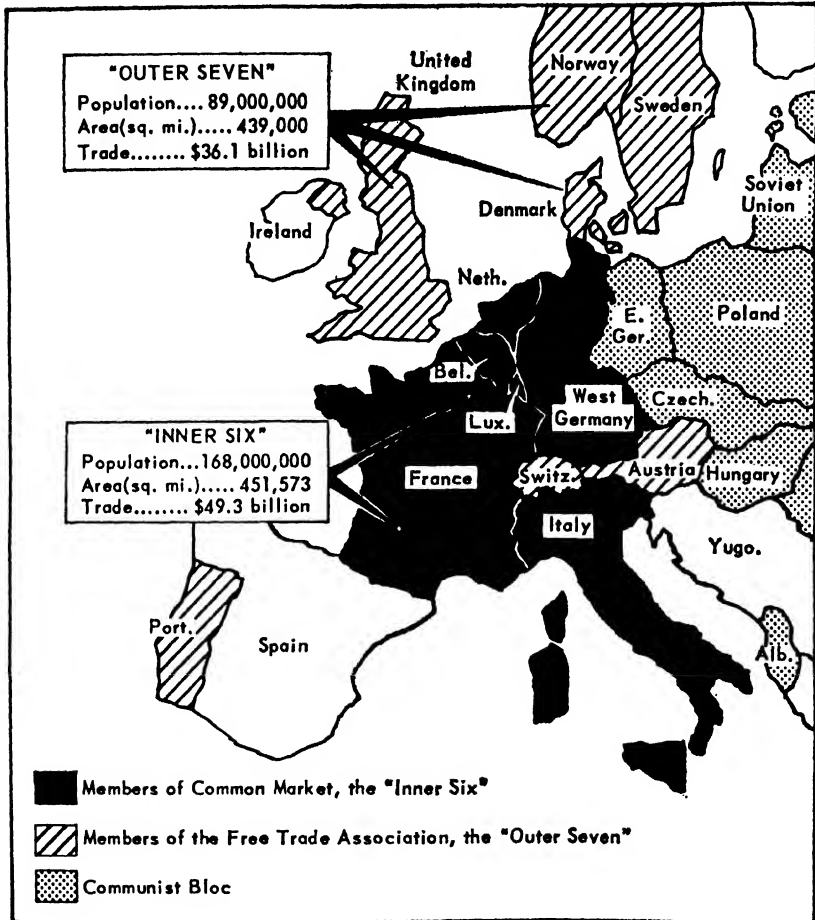 "OUTER SEVEN"
Population.... 89,000,000
Area(sq. mi.)..... 439,000
Trade........ $36.1 billion
United
Kingdom
Norway
Sweden
Soviet
Union
Denmark
Ireland
Neth.
E.
Ger.
Poland
Bel.
Lux.
West
Germany
Czech.
"INNER SIX"
Population...168,000,000
Area(sq. mi.)..... 451,573
Trade........ $49.3 billion
France
Switz.
Austria
Hungary
Italy
Yugo.
Port.
Spain
Alb.
Members of Common Market, the "Inner Six"
Members of the Free Trade Association, the "Outer Seven"
Communist Bloc